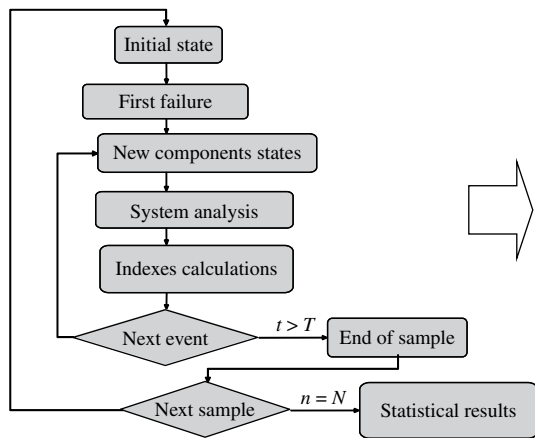 Initial state
First failure
New components states
System analysis
Indexes calculations
Next event
t > T
End of sample
Next sample
n = N
Statistical results